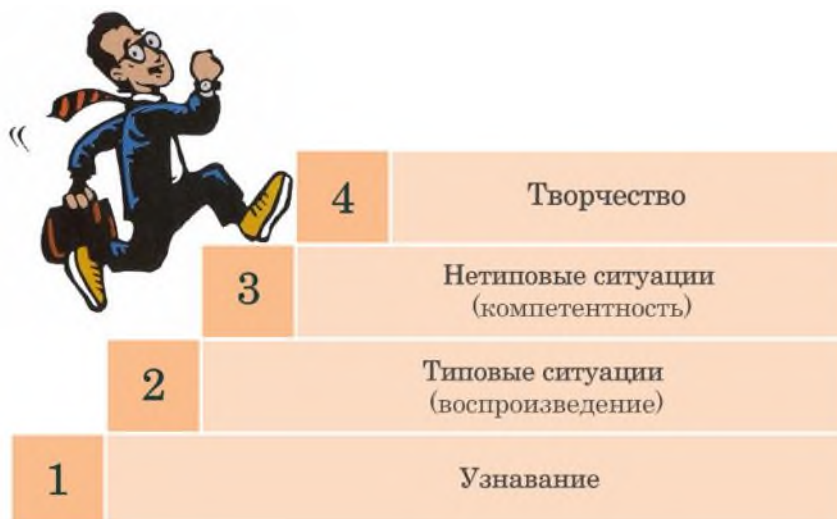 4
Творчество
3
Нетиповые ситуации
(компетентность)
2
Типовые ситуации
(воспроизведение)
1
Узнавание